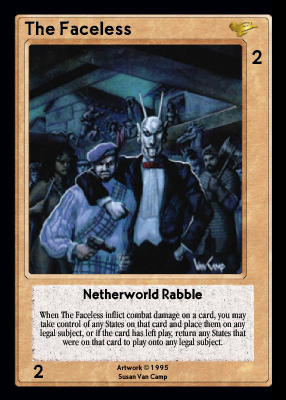 The Faceless
2
VAN CAMP
Netherworld Rabble
When The Faceless inflict combat damage on a card, you may
take control of any States on that card and place them on any
legal subject, or if the card has left play, return any States that
were on that card to play onto any legal subject.
2
Artwork © 1995
Susan Van Camp